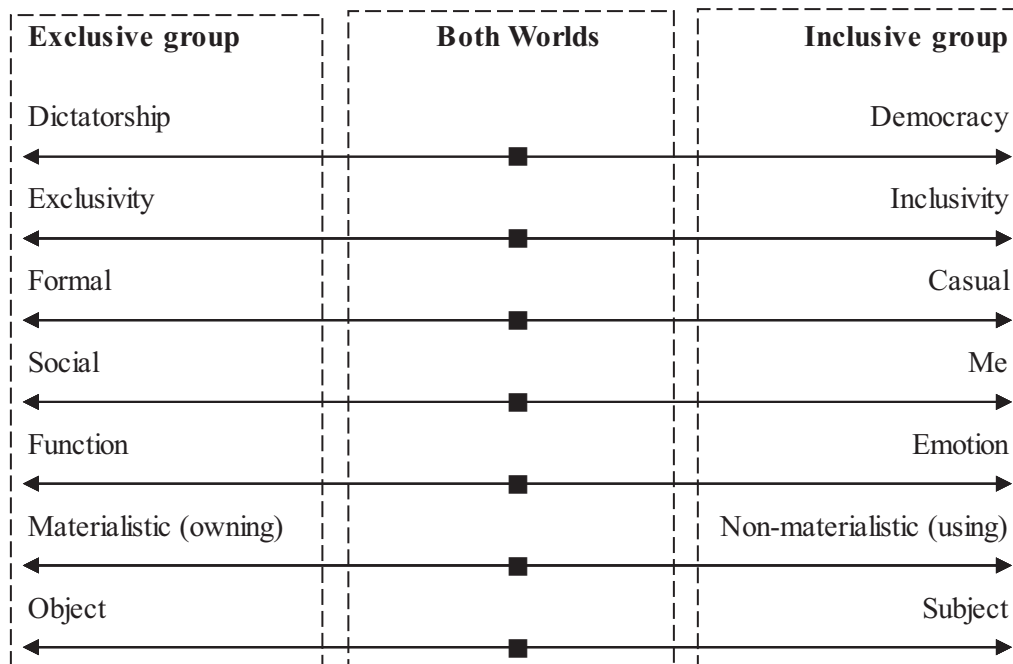 Exclusive group Both Worlds Inclusive group
Dictatorship Democracy
Exclusivity Inclusivity
Formal Casual
Social Me
Function Emotion
Materialistic (owning) Non-materialistic (using)
Object Subject